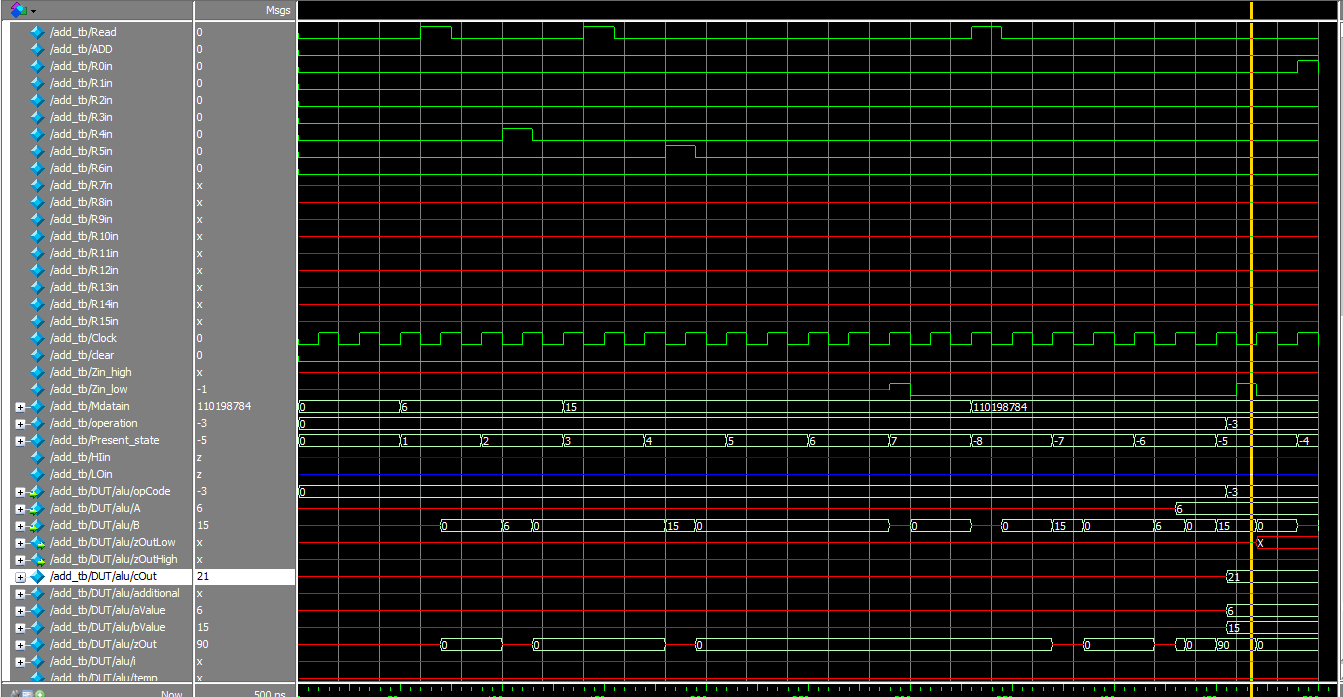 Msgs
/add_tb/Read 0
/add_tb/ADD 0
/add_tb/R0in 0
/add_tb/R1in 0
/add_tb/R2in 0
/add_tb/R3in 0
/add_tb/R4in 0
/add_tb/R5in 0
/add_tb/R6in 0
/add_tb/R7in x
/add_tb/R8in x
/add_tb/R9in x
/add_tb/R10in x
/add_tb/R11in x
/add_tb/R12in x
/add_tb/R13in x
/add_tb/R14in x
/add_tb/R15in x
/add_tb/Clock 0
/add_tb/clear 0
/add_tb/Zin_high x
/add_tb/Zin_low -1
/add_tb/Mdatain 110198784 0 6 15 110198784
/add_tb/operation -3 0 -3
/add_tb/Present_state -5 0 1 2 3 4 5 6 7 -8 -7 -6 -5 -4
/add_tb/HIin z
/add_tb/LOin z
/add_tb/DUT/alu/opCode -3 0 -3
/add_tb/DUT/alu/A 6 6
/add_tb/DUT/alu/B 15 0 6 0 15 0 0 0 15 0 6 0 15 0
/add_tb/DUT/alu/zOutLow x X
/add_tb/DUT/alu/zOutHigh x
/add_tb/DUT/alu/cOut 21 21
/add_tb/DUT/alu/additional x
/add_tb/DUT/alu/aValue 6 6
/add_tb/DUT/alu/bValue 15 15
/add_tb/DUT/alu/zOut 90 0 0 0 0 0 90 0
/add_tb/DUT/alu/i x
/add_tb/DUT/alu/temp x
Now 500 ns